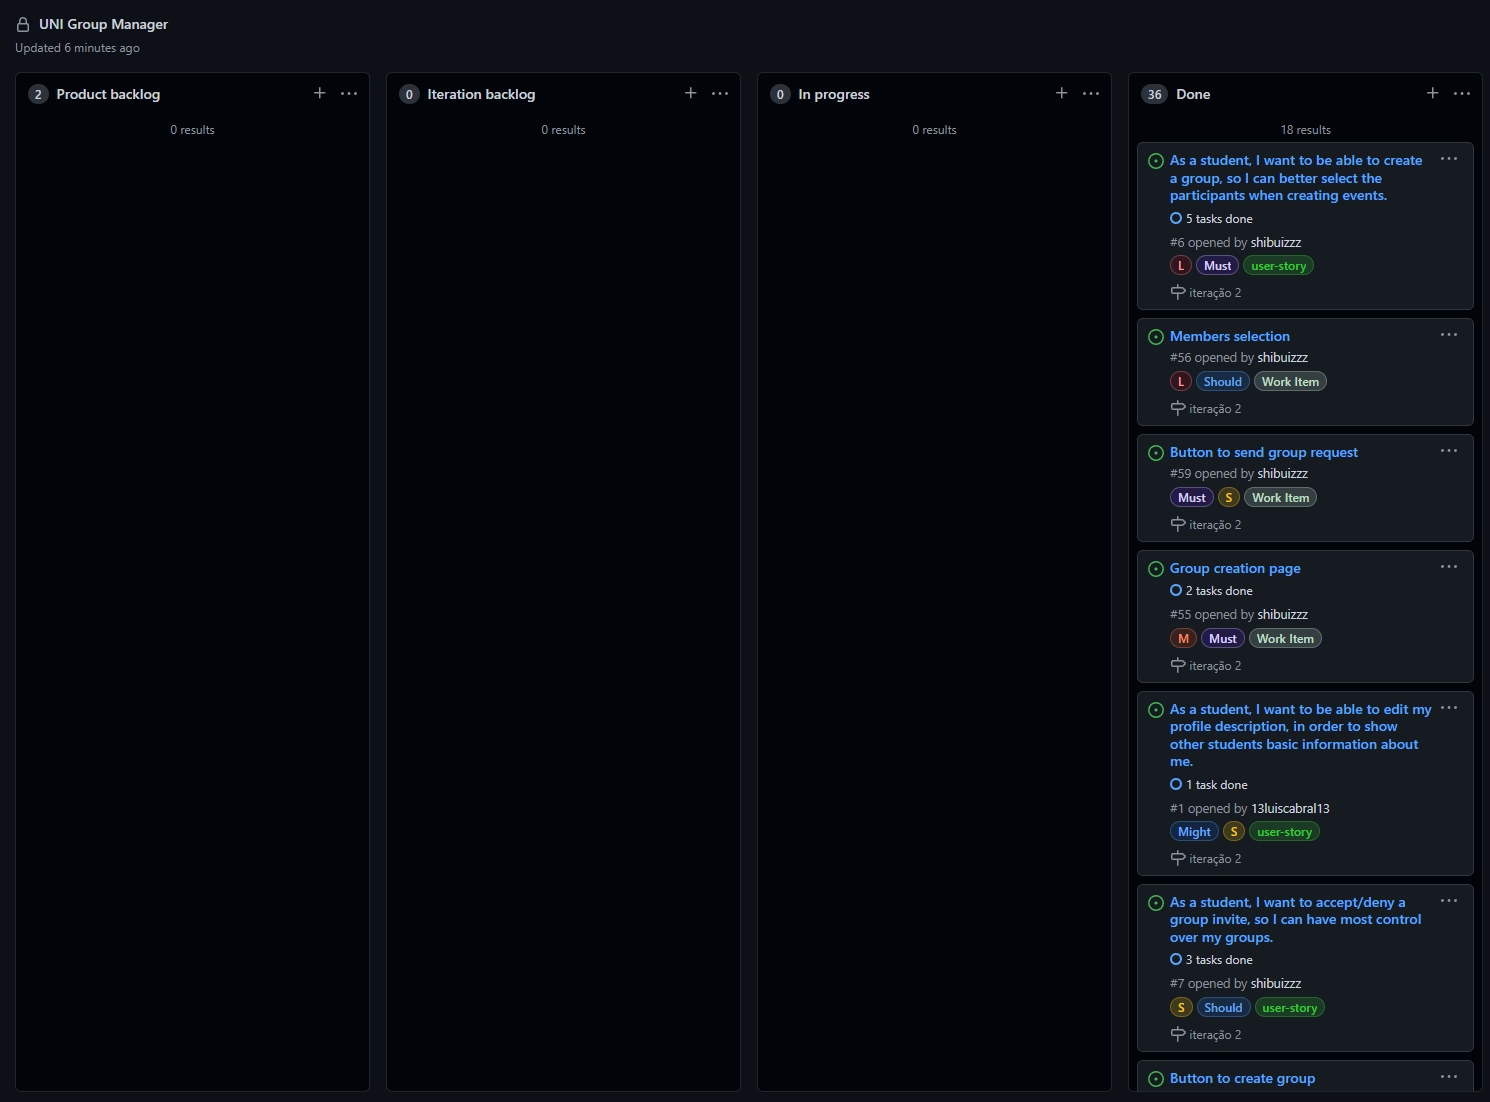 UNI Group Manager
Updated 6 minutes ago
2 Product backlog
0 results
0 Iteration backlog
0 results
0 In progress
0 results
36 Done
18 results
As a student, I want to be able to create
a group, so I can better select the
participants when creating events.
5 tasks done
#6 opened by shibuizzz
L Must user-story
iteração 2
Members selection
#56 opened by shibuizzz
L Should Work Item
iteração 2
Button to send group request
#59 opened by shibuizzz
Must S Work Item
iteração 2
Group creation page
2 tasks done
#55 opened by shibuizzz
M Must Work Item
iteração 2
As a student, I want to be able to edit my
profile description, in order to show
other students basic information about
me.
1 task done
#1 opened by 13luiscabral13
Might S user-story
iteração 2
As a student, I want to accept/deny a
group invite, so I can have most control
over my groups.
3 tasks done
#7 opened by shibuizzz
S Should user-story
iteração 2
Button to create group